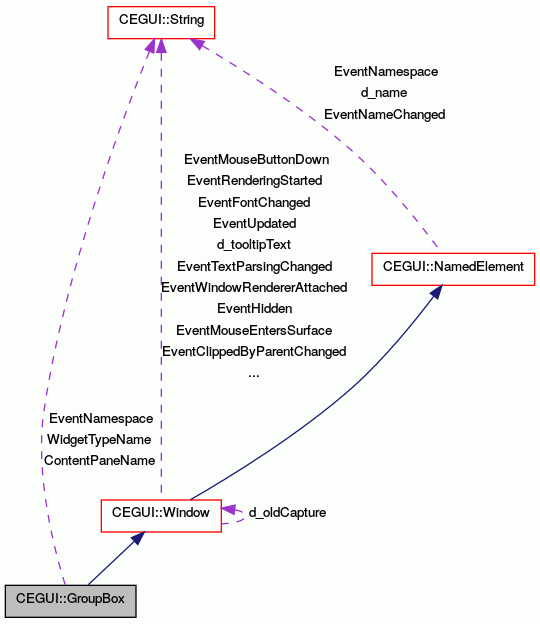 CEGUI::String
EventNamespace
d_name
EventNameChanged
EventMouseButtonDown
EventRenderingStarted
EventFontChanged
EventUpdated
d_tooltipText
EventTextParsingChanged
EventWindowRendererAttached
EventHidden
EventMouseEntersSurface
EventClippedByParentChanged
...
CEGUI::NamedElement
EventNamespace
WidgetTypeName
ContentPaneName
CEGUI::Window
d_oldCapture
CEGUI::GroupBox